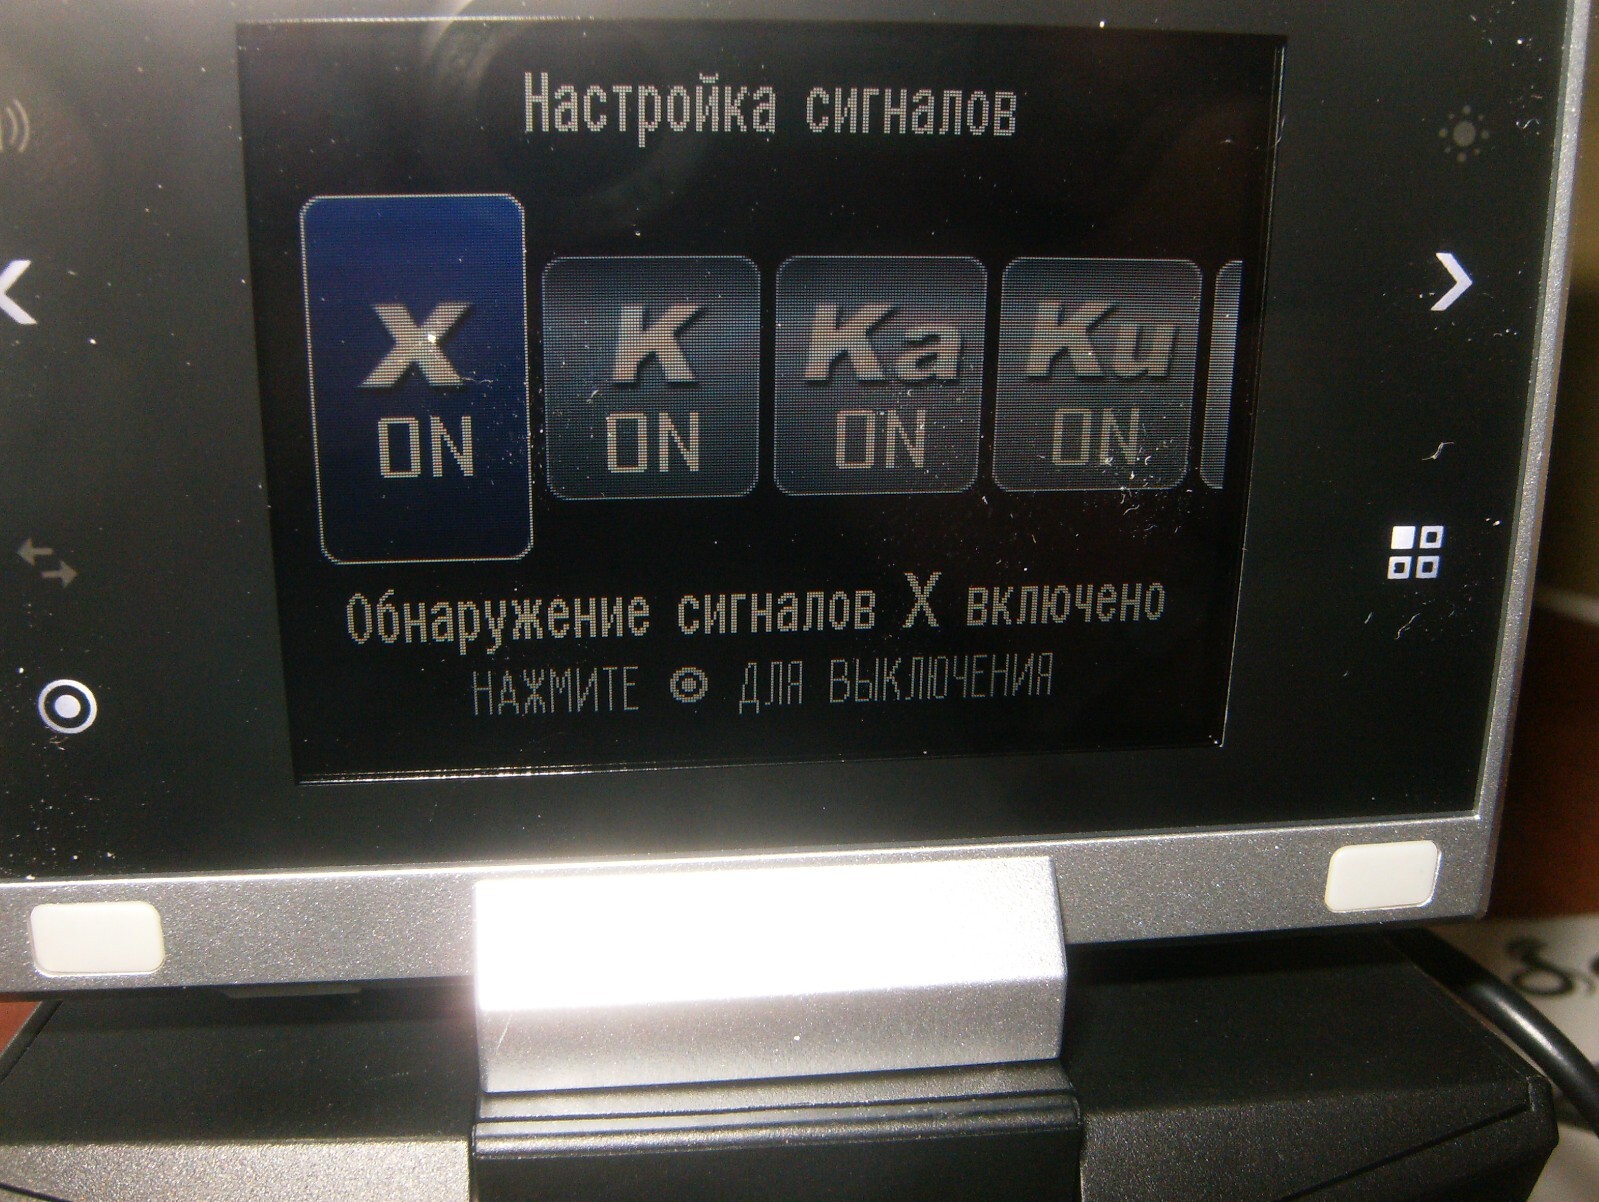 Настройка сигналов
X K Ka Ku
ON ON ON ON
Обнаружение сигналов X включено
НАЖМИТЕ ДЛЯ ВЫКЛЮЧЕНИЯ